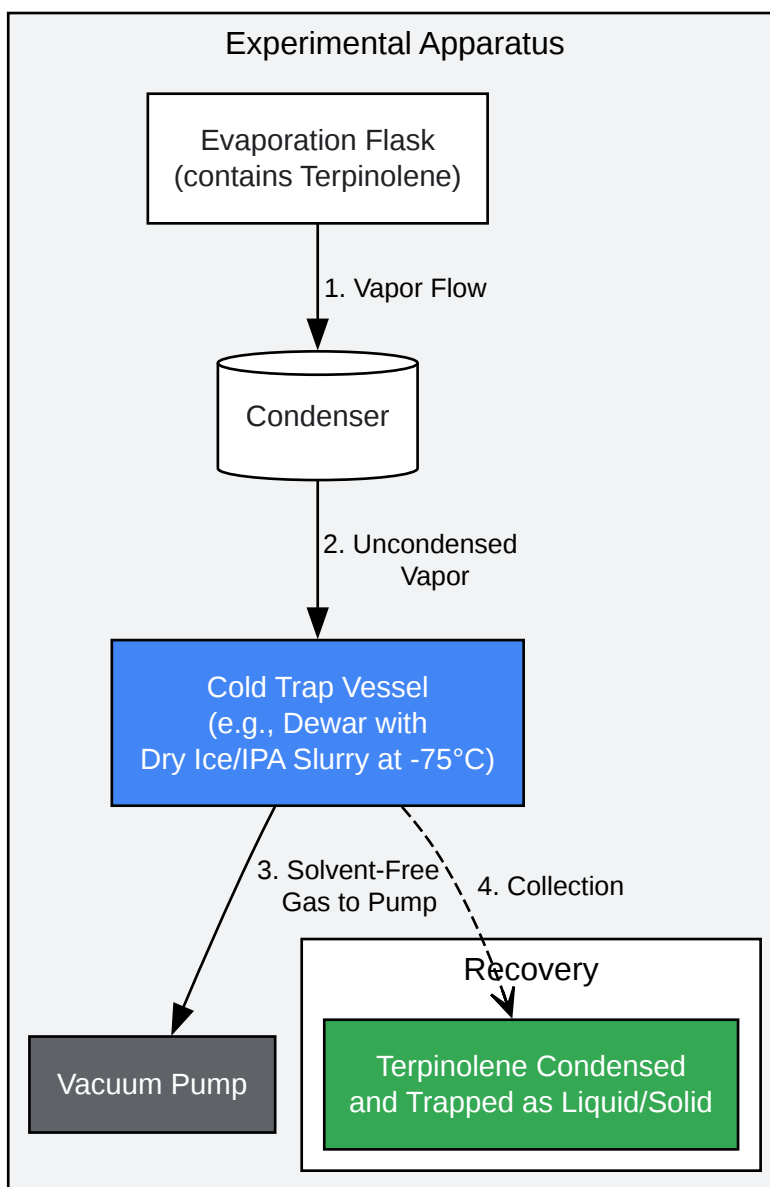 Experimental Apparatus
Evaporation Flask
(contains Terpinolene)
1. Vapor Flow
Condenser
2. Uncondensed
Vapor
Cold Trap Vessel
(e.g., Dewar with
Dry Ice/IPA Slurry at -75°C)
3. Solvent-Free
Gas to Pump
4. Collection
Recovery
Vacuum Pump
Terpinolene Condensed
and Trapped as Liquid/Solid